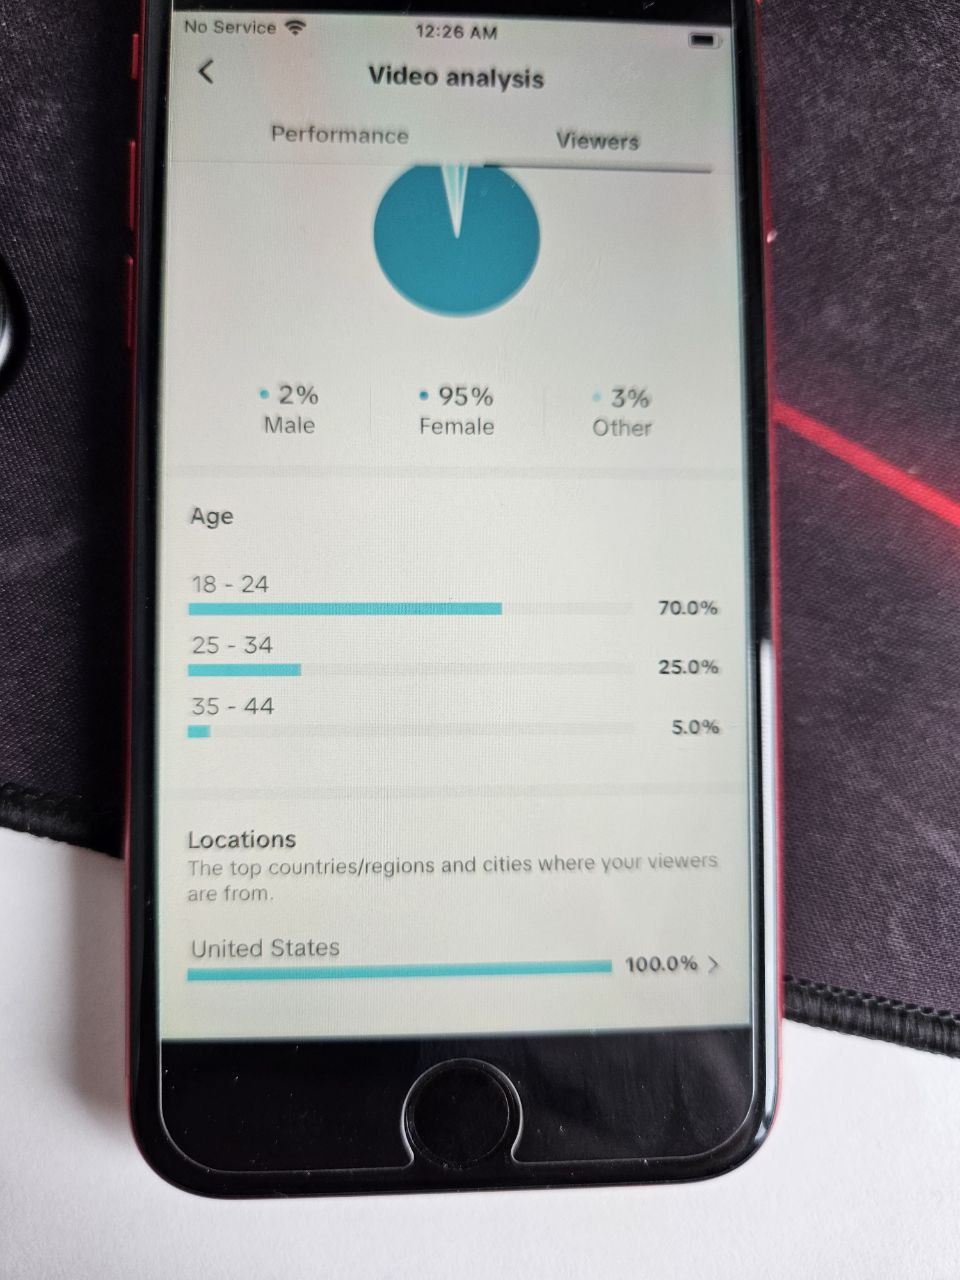 No Service 12:26 AM
Video analysis
Performance Viewers
2% 95% 3%
Male Female Other
Age
18 - 24
70.0%
25 - 34
25.0%
35 - 44
5.0%
Locations
The top countries/regions and cities where your viewers
are from.
United States
100.0%